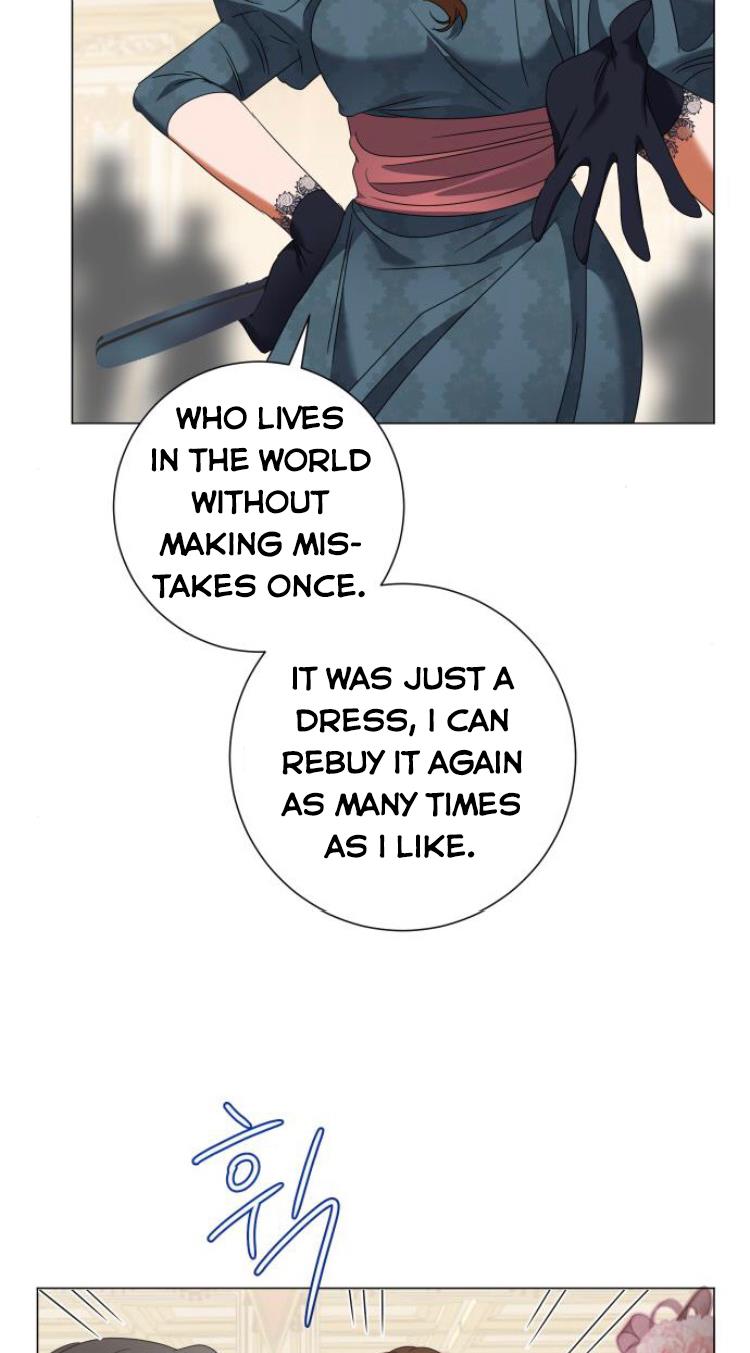 WHO LIVES
IN THE WORLD
WITHOUT
MAKING MIS-
TAKES ONCE.
IT WAS JUST A
DRESS, I CAN
REBUY IT AGAIN
AS MANY TIMES
AS I LIKE.
휙